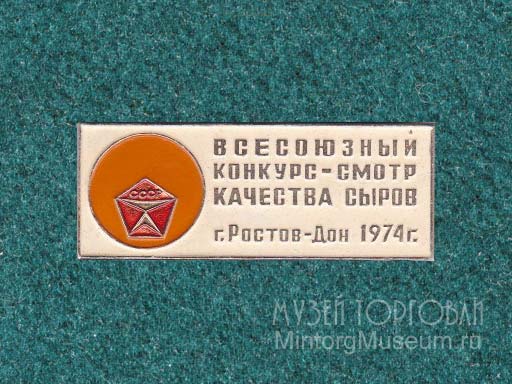 ВСЕСОЮЗНЫЙ
КОНКУРС-СМОТР
КАЧЕСТВА СЫРОВ
г.Ростов-Дон 1974г.
СССР
МУЗЕЙ ТОРГОВЛИ
MintorgMuseum.ru